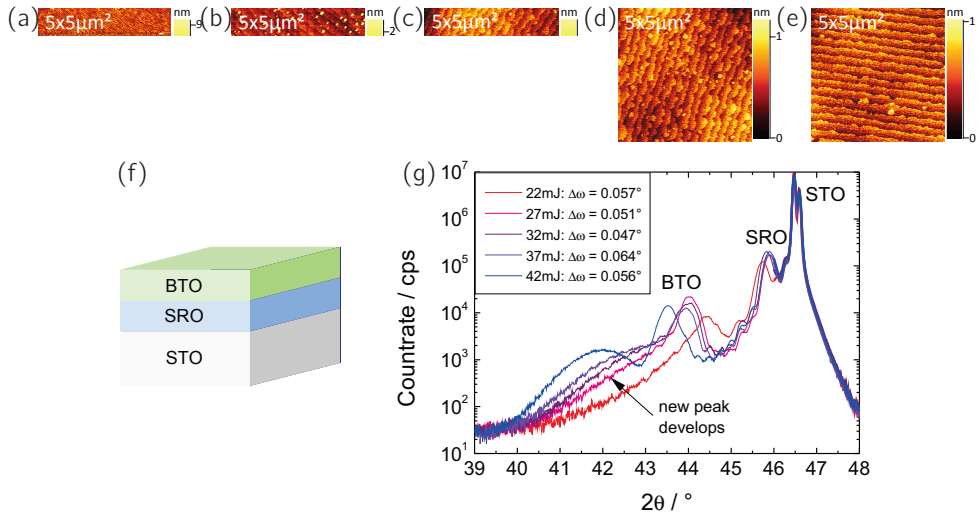 (a)
5x5µm²
nm
9
(b)
5x5µm²
nm
2
(c)
5x5µm²
nm
(d)
5x5µm²
nm
1
0
(e)
5x5µm²
nm
1
0
(f)
BTO
SRO
STO
(g)
10⁷
10⁶
10⁵
10⁴
10³
10²
10¹
Countrate / cps
22mJ: Δω = 0.057°
27mJ: Δω = 0.051°
32mJ: Δω = 0.047°
37mJ: Δω = 0.064°
42mJ: Δω = 0.056°
BTO
SRO
STO
new peak
develops
39 40 41 42 43 44 45 46 47 48
2θ / °